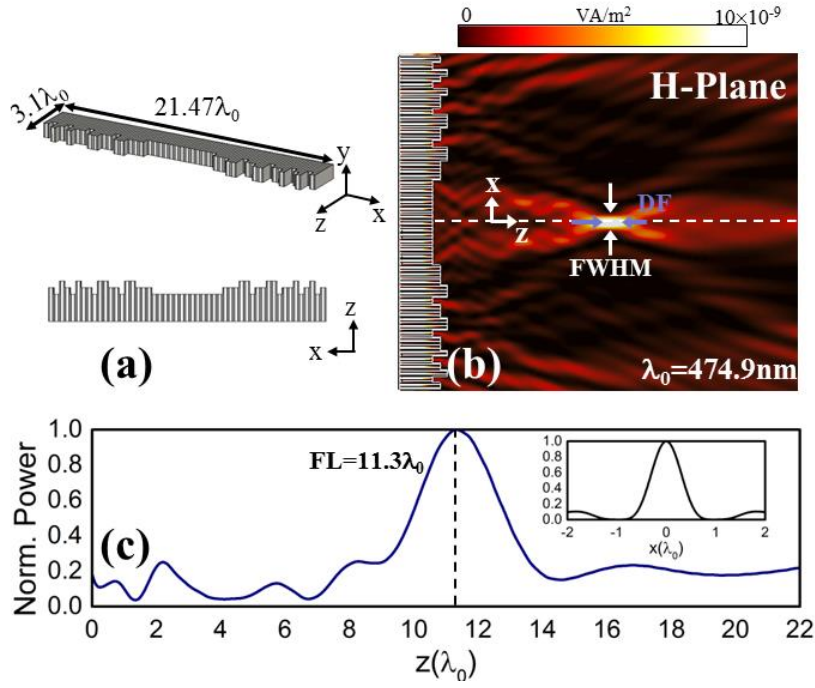 0 VA/m² 10×10⁻⁹
3.1λ₀
21.47λ₀
y
x
z
z
x
(a)
H-Plane
x
z
DF
FWHM
(b)
λ₀=474.9nm
Norm. Power
1.0
0.8
0.6
0.4
0.2
0.0
FL=11.3λ₀
(c)
1.0
0.8
0.6
0.4
0.2
0.0
-2 -1 0 1 2
x(λ₀)
0 2 4 6 8 10 12 14 16 18 20 22
z(λ₀)